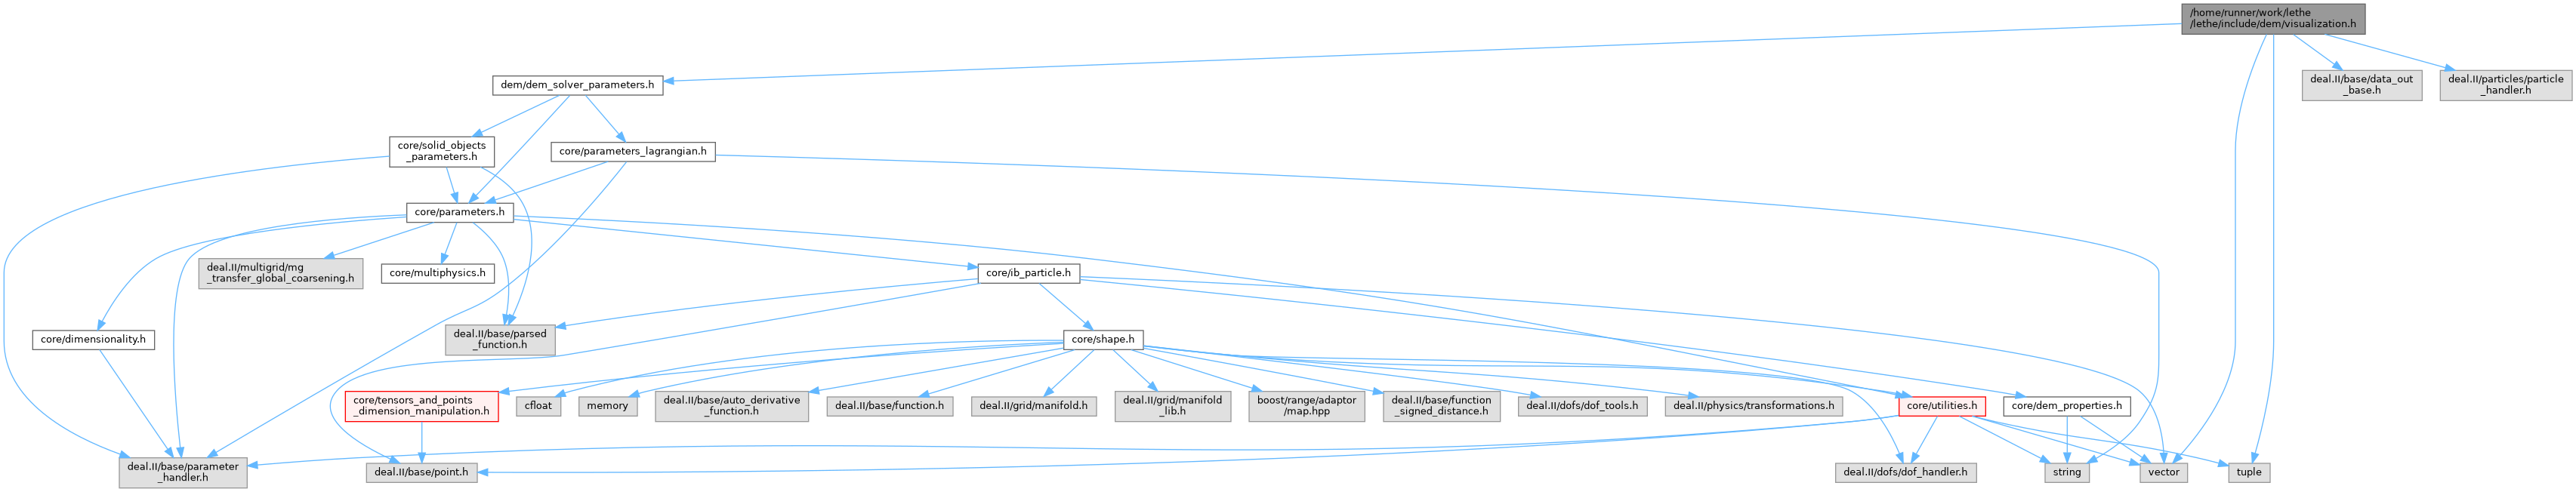 /home/runner/work/lethe
/lethe/include/dem/visualization.h
dem/dem_solver_parameters.h
deal.II/base/data_out
_base.h
deal.II/particles/particle
_handler.h
core/solid_objects
_parameters.h
core/parameters_lagrangian.h
core/parameters.h
deal.II/multigrid/mg
_transfer_global_coarsening.h
core/multiphysics.h
core/ib_particle.h
core/dimensionality.h
deal.II/base/parsed
_function.h
core/shape.h
core/tensors_and_points
_dimension_manipulation.h
cfloat
memory
deal.II/base/auto_derivative
_function.h
deal.II/base/function.h
deal.II/grid/manifold.h
deal.II/grid/manifold
_lib.h
boost/range/adaptor
/map.hpp
deal.II/base/function
_signed_distance.h
deal.II/dofs/dof_tools.h
deal.II/physics/transformations.h
core/utilities.h
core/dem_properties.h
deal.II/base/parameter
_handler.h
deal.II/base/point.h
deal.II/dofs/dof_handler.h
string
vector
tuple